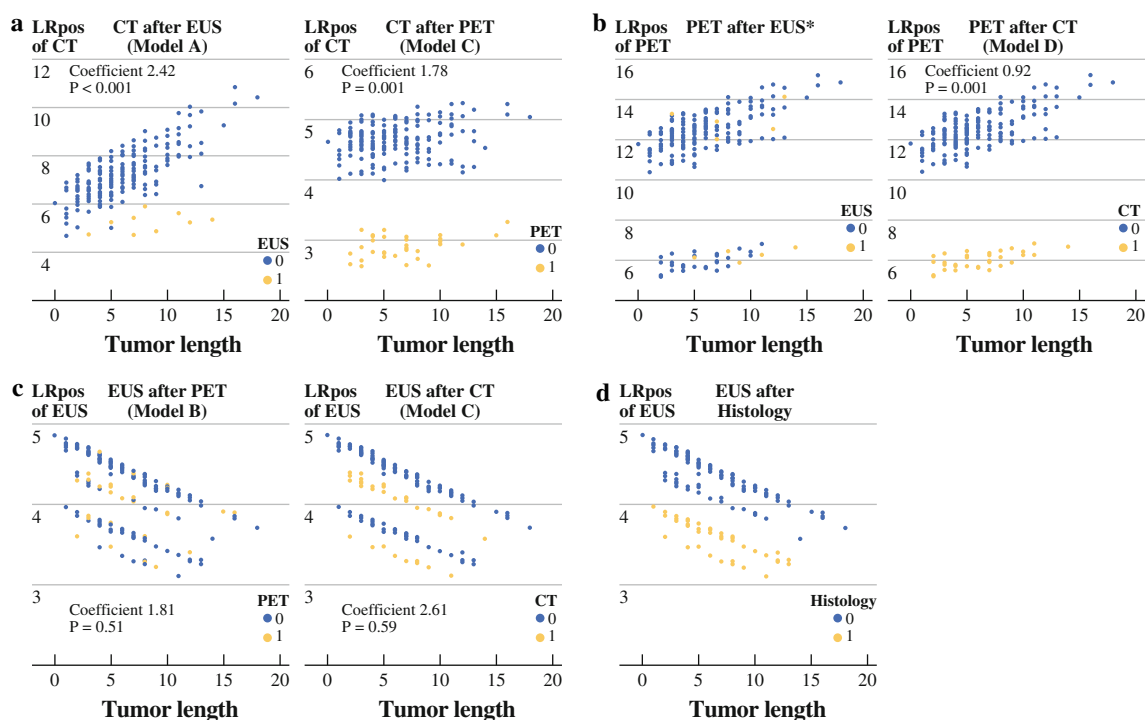 a
LRpos
of CT
CT after EUS
(Model A)
Coefficient 2.42
P < 0.001
12
10
8
6
4
EUS
0
1
0 5 10 15 20
Tumor length
LRpos
of CT
CT after PET
(Model C)
Coefficient 1.78
P = 0.001
6
5
4
3
PET
0
1
0 5 10 15 20
Tumor length
b
LRpos
of PET
PET after EUS*
16
14
12
10
8
6
EUS
0
1
0 5 10 15 20
Tumor length
LRpos
of PET
PET after CT
(Model D)
Coefficient 0.92
P = 0.001
16
14
12
10
8
6
CT
0
1
0 5 10 15 20
Tumor length
c
LRpos
of EUS
EUS after PET
(Model B)
5
4
3
Coefficient 1.81
P = 0.51
PET
0
1
0 5 10 15 20
Tumor length
LRpos
of EUS
EUS after CT
(Model C)
5
4
3
Coefficient 2.61
P = 0.59
CT
0
1
0 5 10 15 20
Tumor length
d
LRpos
of EUS
EUS after
Histology
5
4
3
Histology
0
1
0 5 10 15 20
Tumor length